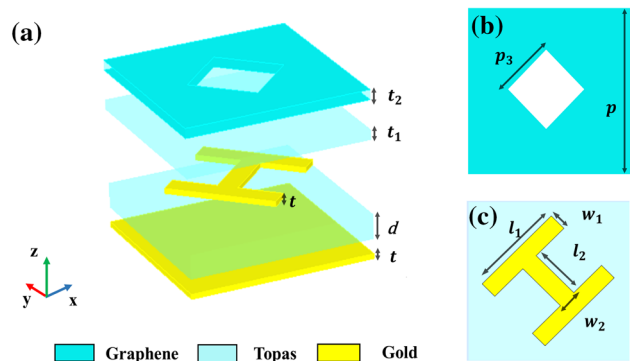 (a)
t₂
t₁
t
d
t
z
y
x
Graphene
Topas
Gold
(b)
p₃
p
(c)
l₁
w₁
l₂
w₂